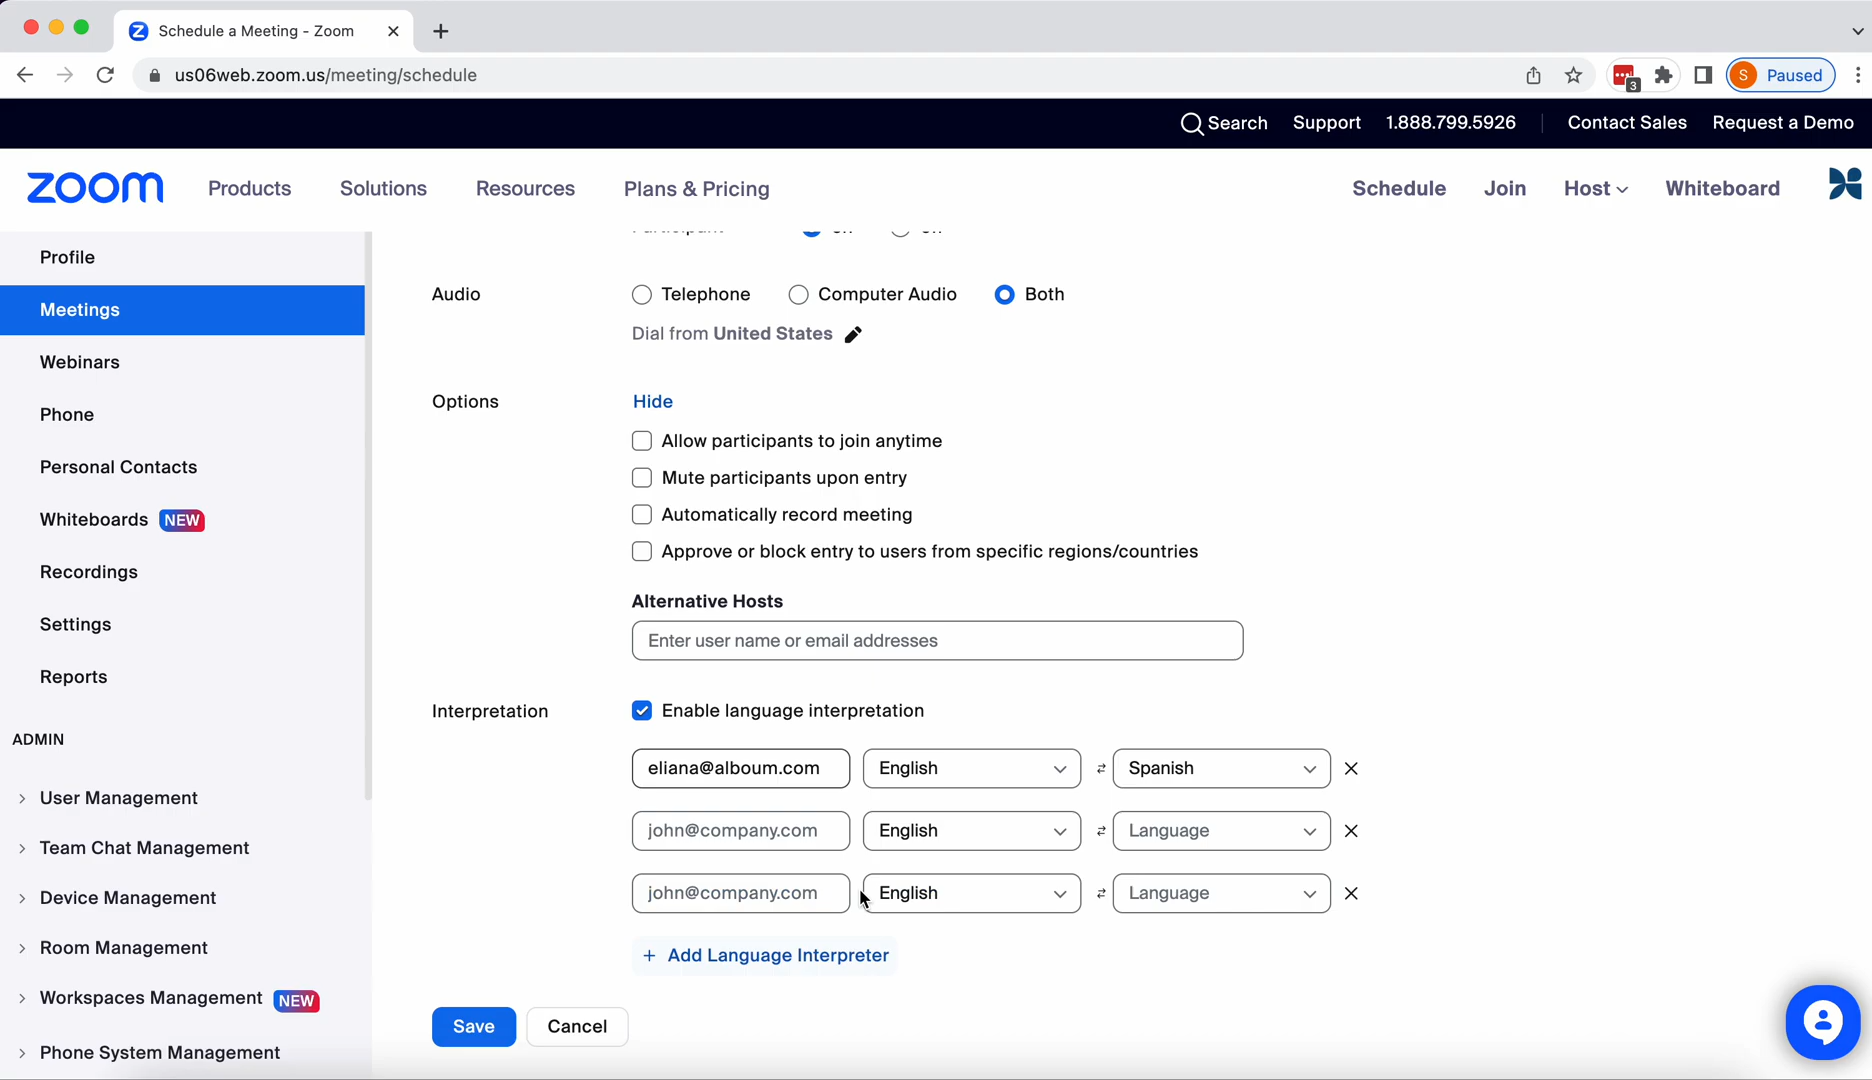 Schedule a Meeting - Zoom
us06web.zoom.us/meeting/schedule
3
S Paused
Search Support 1.888.799.5926 Contact Sales Request a Demo
zoom Products Solutions Resources Plans & Pricing Schedule Join Host Whiteboard
Profile
Meetings
Webinars
Phone
Personal Contacts
Whiteboards NEW
Recordings
Settings
Reports
ADMIN
User Management
Team Chat Management
Device Management
Room Management
Workspaces Management NEW
Phone System Management
Audio Telephone Computer Audio Both
Dial from United States
Options Hide
Allow participants to join anytime
Mute participants upon entry
Automatically record meeting
Approve or block entry to users from specific regions/countries
Alternative Hosts
Enter user name or email addresses
Interpretation Enable language interpretation
eliana@alboum.com English Spanish
john@company.com English Language
john@company.com English Language
+ Add Language Interpreter
Save Cancel